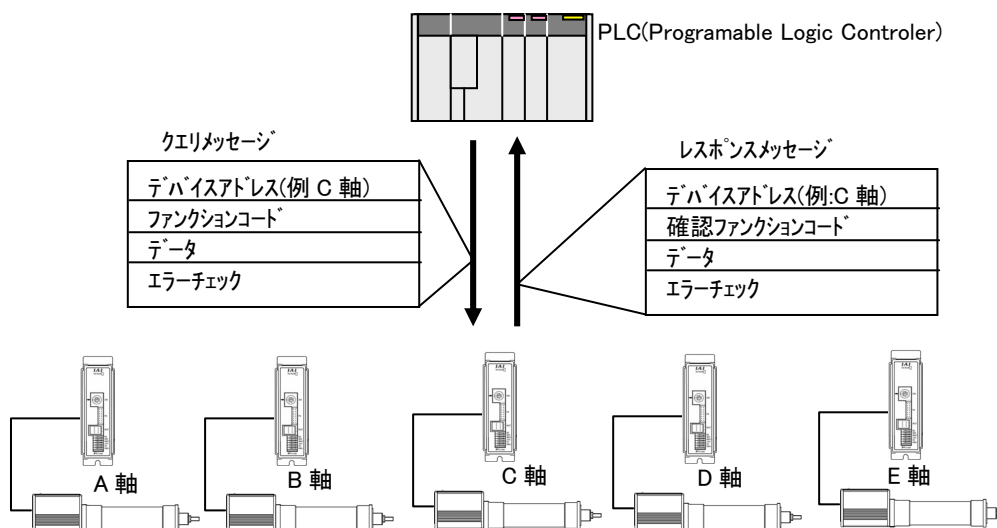 PLC(Programable Logic Controler)
クエリメッセージ
デバイスアドレス(例 C 軸)
ファンクションコード
データ
エラーチェック
レスポンスメッセージ
デバイスアドレス(例:C 軸)
確認ファンクションコード
データ
エラーチェック
A 軸
B 軸
C 軸
D 軸
E 軸